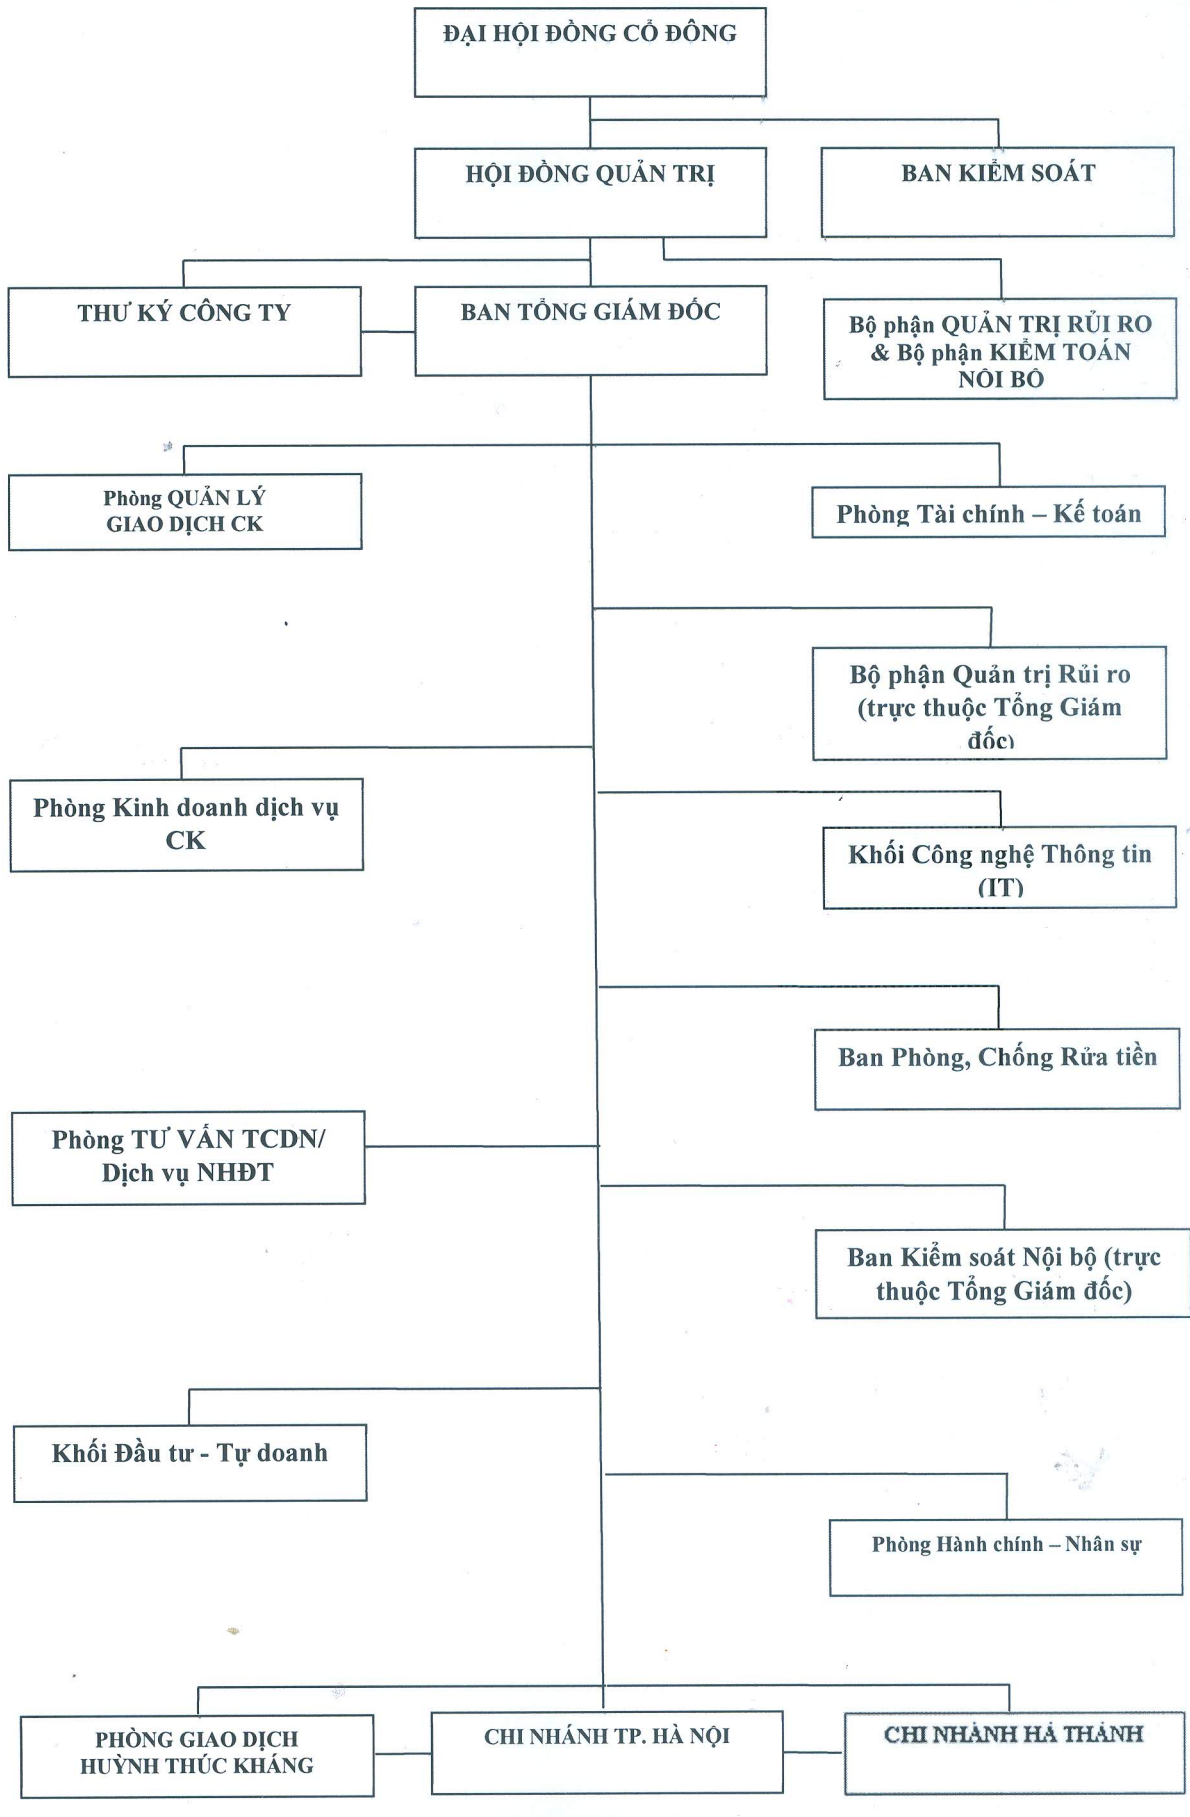 ĐẠI HỘI ĐỒNG CỔ ĐÔNG
HỘI ĐỒNG QUẢN TRỊ
BAN KIỂM SOÁT
THƯ KÝ CÔNG TY
BAN TỔNG GIÁM ĐỐC
Bộ phận QUẢN TRỊ RỦI RO
& Bộ phận KIỂM TOÁN
NỘI BỘ
Phòng QUẢN LÝ
GIAO DỊCH CK
Phòng Tài chính – Kế toán
Bộ phận Quản trị Rủi ro
(trực thuộc Tổng Giám
đốc)
Phòng Kinh doanh dịch vụ
CK
Khối Công nghệ Thông tin
(IT)
Ban Phòng, Chống Rửa tiền
Phòng TƯ VẤN TCDN/
Dịch vụ NHĐT
Ban Kiểm soát Nội bộ (trực
thuộc Tổng Giám đốc)
Khối Đầu tư - Tự doanh
Phòng Hành chính – Nhân sự
PHÒNG GIAO DỊCH
HUỲNH THÚC KHÁNG
CHI NHÁNH TP. HÀ NỘI
CHI NHÁNH HÀ THÀNH